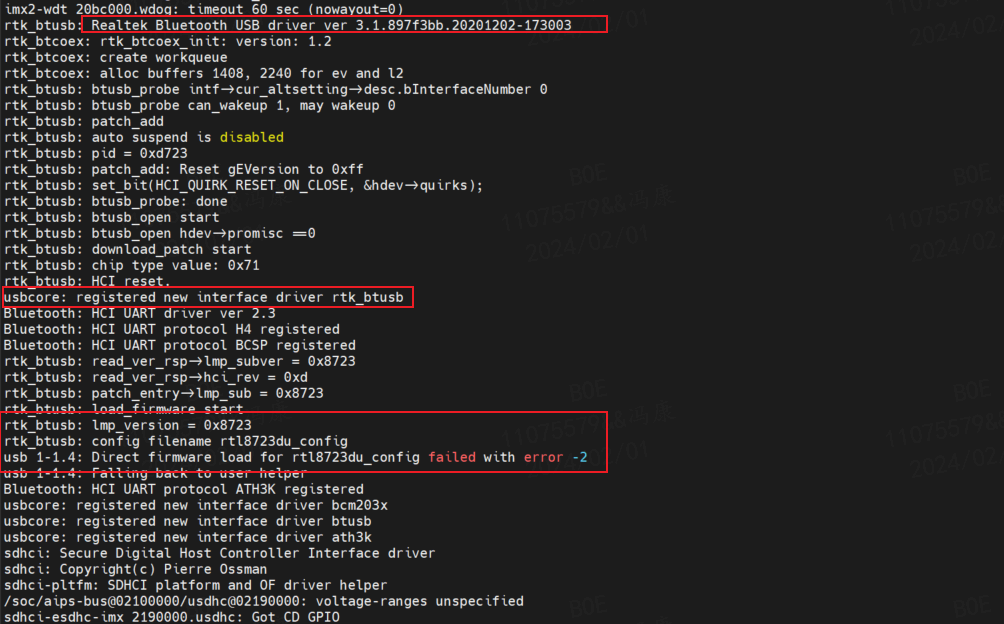 imx2-wdt 20bc000.wdog: timeout 60 sec (nowayout=0)
rtk_btusb: Realtek Bluetooth USB driver ver 3.1.897f3bb.20201202-173003
rtk_btcoex: rtk_btcoex_init: version: 1.2
rtk_btcoex: create workqueue
rtk_btcoex: alloc buffers 1408, 2240 for ev and l2
rtk_btusb: btusb_probe intf->cur_altsetting->desc.bInterfaceNumber 0
rtk_btusb: btusb_probe can_wakeup 1, may wakeup 0
rtk_btusb: patch_add
rtk_btusb: auto suspend is disabled
rtk_btusb: pid = 0xd723
rtk_btusb: patch_add: Reset gEVersion to 0xff
rtk_btusb: set_bit(HCI_QUIRK_RESET_ON_CLOSE, &hdev->quirks);
rtk_btusb: btusb_probe: done
rtk_btusb: btusb_open start
rtk_btusb: btusb_open hdev->promisc ==0
rtk_btusb: download_patch start
rtk_btusb: chip type value: 0x71
rtk_btusb: HCI reset.
usbcore: registered new interface driver rtk_btusb
Bluetooth: HCI UART driver ver 2.3
Bluetooth: HCI UART protocol H4 registered
Bluetooth: HCI UART protocol BCSP registered
rtk_btusb: read_ver_rsp->lmp_subver = 0x8723
rtk_btusb: read_ver_rsp->hci_rev = 0xd
rtk_btusb: patch_entry->lmp_sub = 0x8723
rtk_btusb: load_firmware start
rtk_btusb: lmp_version = 0x8723
rtk_btusb: config filename rtl8723du_config
usb 1-1.4: Direct firmware load for rtl8723du_config failed with error -2
usb 1-1.4: Falling back to user helper
Bluetooth: HCI UART protocol ATH3K registered
usbcore: registered new interface driver bcm203x
usbcore: registered new interface driver btusb
usbcore: registered new interface driver ath3k
sdhci: Secure Digital Host Controller Interface driver
sdhci: Copyright(c) Pierre Ossman
sdhci-pltfm: SDHCI platform and OF driver helper
/soc/aips-bus@02100000/usdhc@02190000: voltage-ranges unspecified
sdhci-esdhc-imx 2190000.usdhc: Got CD GPIO
BOE
2024/02/01